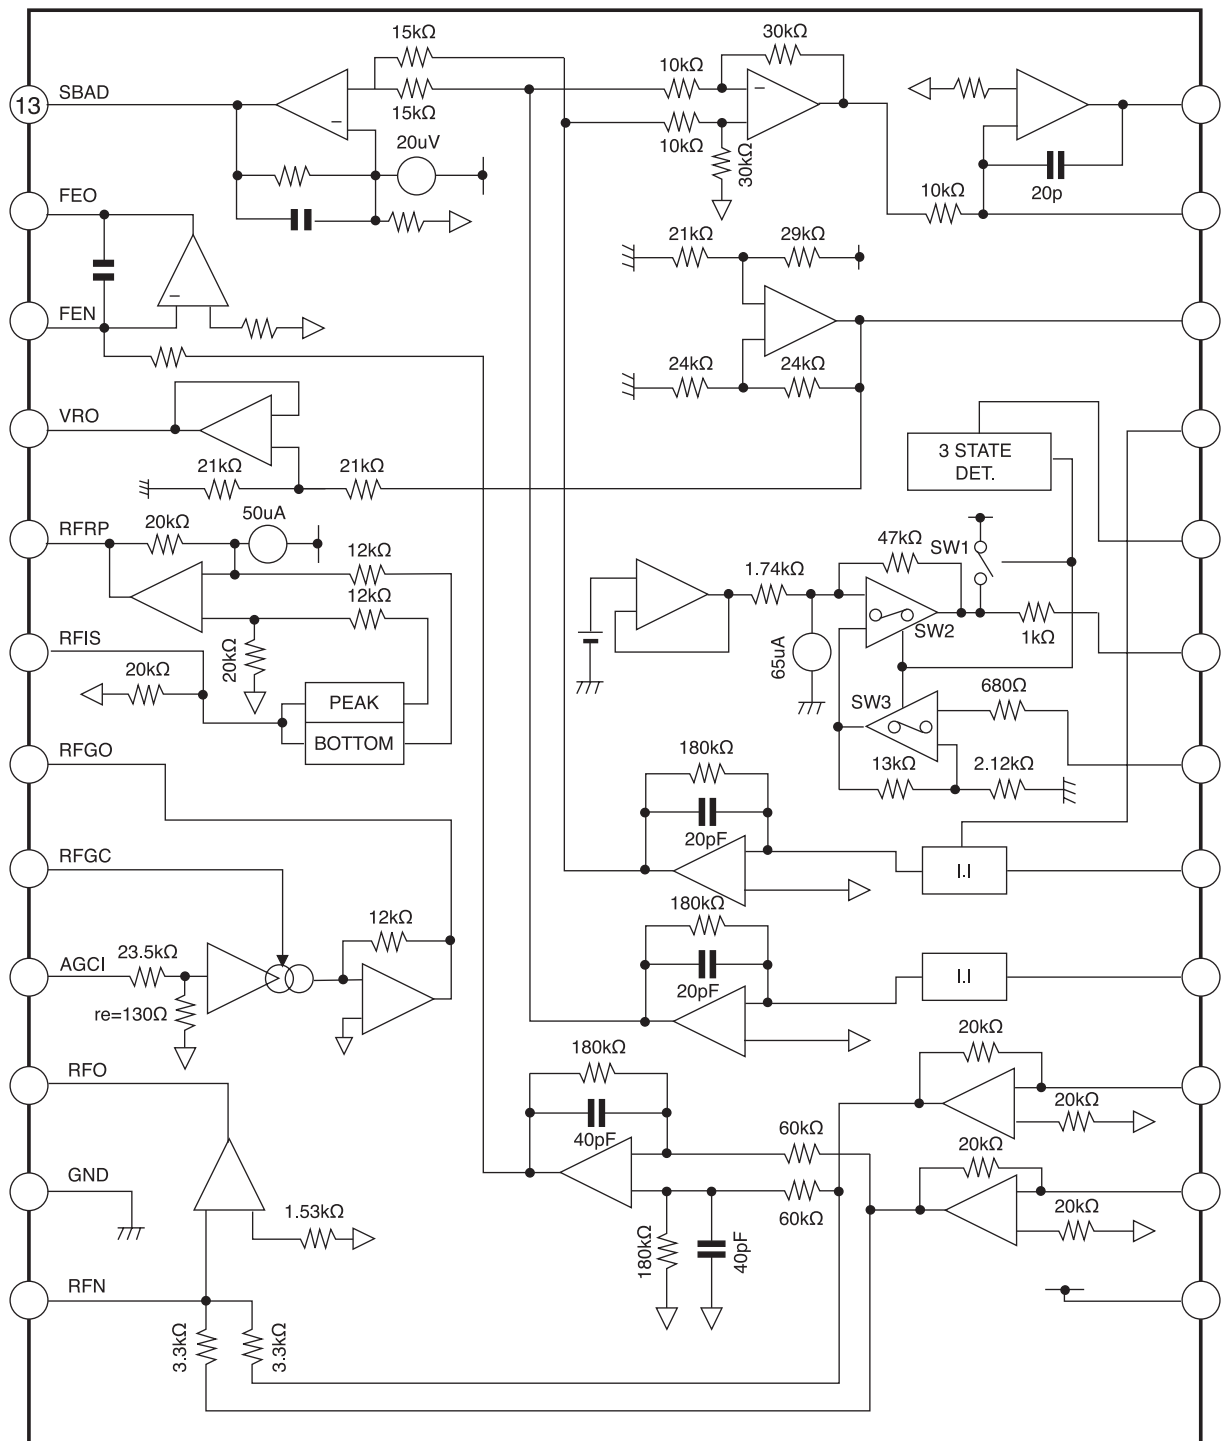 15kΩ
30kΩ
13
SBAD
10kΩ
15kΩ
20uV
10kΩ
30kΩ
20p
FEO
10kΩ
21kΩ
29kΩ
FEN
24kΩ
24kΩ
VRO
3 STATE
DET.
21kΩ
21kΩ
50uA
RFRP
20kΩ
12kΩ
47kΩ
SW1
1.74kΩ
12kΩ
SW2
1kΩ
RFIS
20kΩ
20kΩ
65uA
PEAK
SW3
680Ω
BOTTOM
RFGO
180kΩ
13kΩ
2.12kΩ
20pF
RFGC
I.I
180kΩ
12kΩ
AGCI
23.5kΩ
I.I
20pF
re=130Ω
20kΩ
180kΩ
RFO
20kΩ
40pF
60kΩ
20kΩ
GND
1.53kΩ
60kΩ
20kΩ
180kΩ
40pF
RFN
3.3kΩ
3.3kΩ